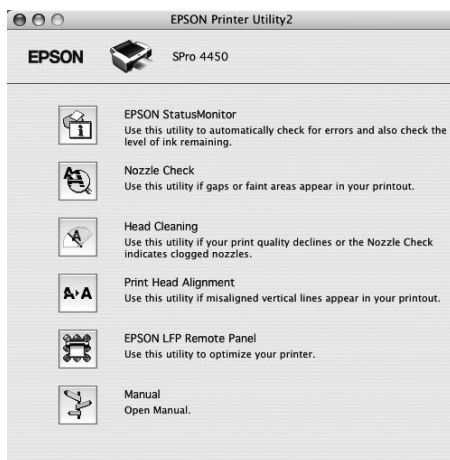 EPSON Printer Utility2
EPSON SPro 4450
EPSON StatusMonitor
Use this utility to automatically check for errors and also check the
level of ink remaining.
Nozzle Check
Use this utility if gaps or faint areas appear in your printout.
Head Cleaning
Use this utility if your print quality declines or the Nozzle Check
indicates clogged nozzles.
Print Head Alignment
Use this utility if misaligned vertical lines appear in your printout.
EPSON LFP Remote Panel
Use this utility to optimize your printer.
Manual
Open Manual.